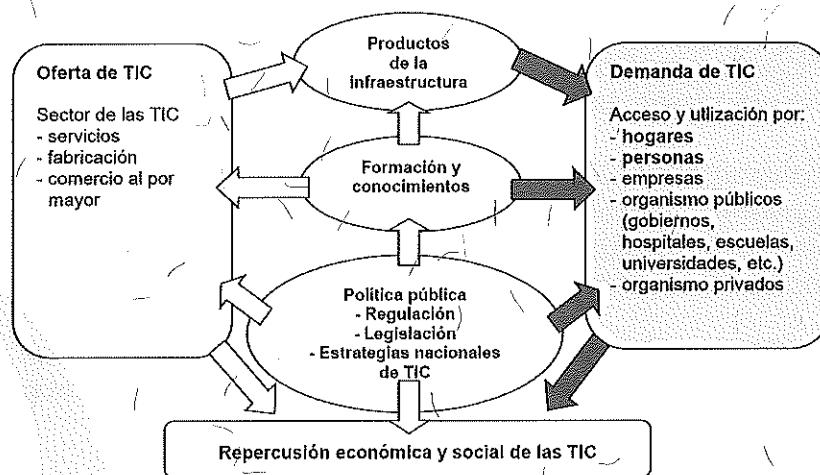 Oferta de TIC
Sector de las TIC
- servicios
- fabricación
- comercio al por
mayor
Productos
de la
infraestructura
Formación y
conocimientos
Política pública
- Regulación
- Legislación
- Estrategias nacionales
de TIC
Demanda de TIC
Acceso y utilización por:
- hogares
- personas
- empresas
- organismo públicos
(gobiernos,
hospitales, escuelas,
universidades, etc.)
- organismo privados
Repercusión económica y social de las TIC